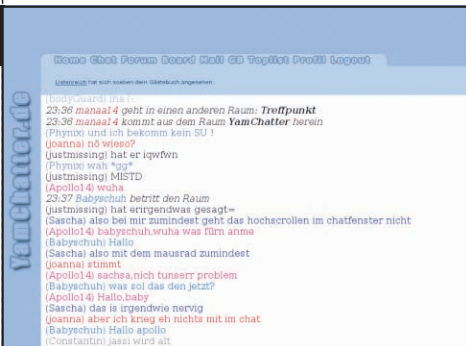 Home Chat Forum Board Mail GB Toplist Profil Logout
Listenreich hat sich soeben dein Gästebuch angesehen.
YamChatter.de
(bodyGuard) ina (:
23:36 manaa14 geht in einen anderen Raum: Treffpunkt
23:36 manaa14 kommt aus dem Raum YamChatter herein
(Phynix) und ich bekomm kein SU !
(joanna) nö wieso?
(justmissing) hat er iqwfwn
(Phynix) wah *gg*
(justmissing) MISTD
(Apollo14) wuha
23:37 Babyschuh betritt den Raum
(justmissing) hat erirgendwas gesagt=
(Sascha) also bei mir zumindest geht das hochscrollen im chatfenster nicht
(Apollo14) babyschuh,wuha was fürn anme
(Babyschuh) Hallo
(Sascha) also mit dem mausrad zumindest
(joanna) stimmt
(Apollo14) sachsa,nich tunserr problem
(Babyschuh) was sol das den jetzt?
(Apollo14) Hallo,baby
(Sascha) das is irgendwie nervig
(joanna) aber ich krieg eh nichts mit im chat
(Babyschuh) Hallo apollo
(Constantin) jassi wird alt